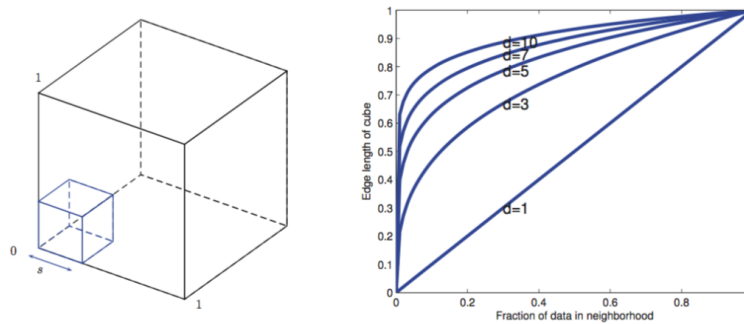 1
0
s
1
Edge length of cube
1
0.9
0.8
0.7
0.6
0.5
0.4
0.3
0.2
0.1
0
d=10
d=7
d=5
d=3
d=1
0
0.2
0.4
0.6
0.8
Fraction of data in neighborhood